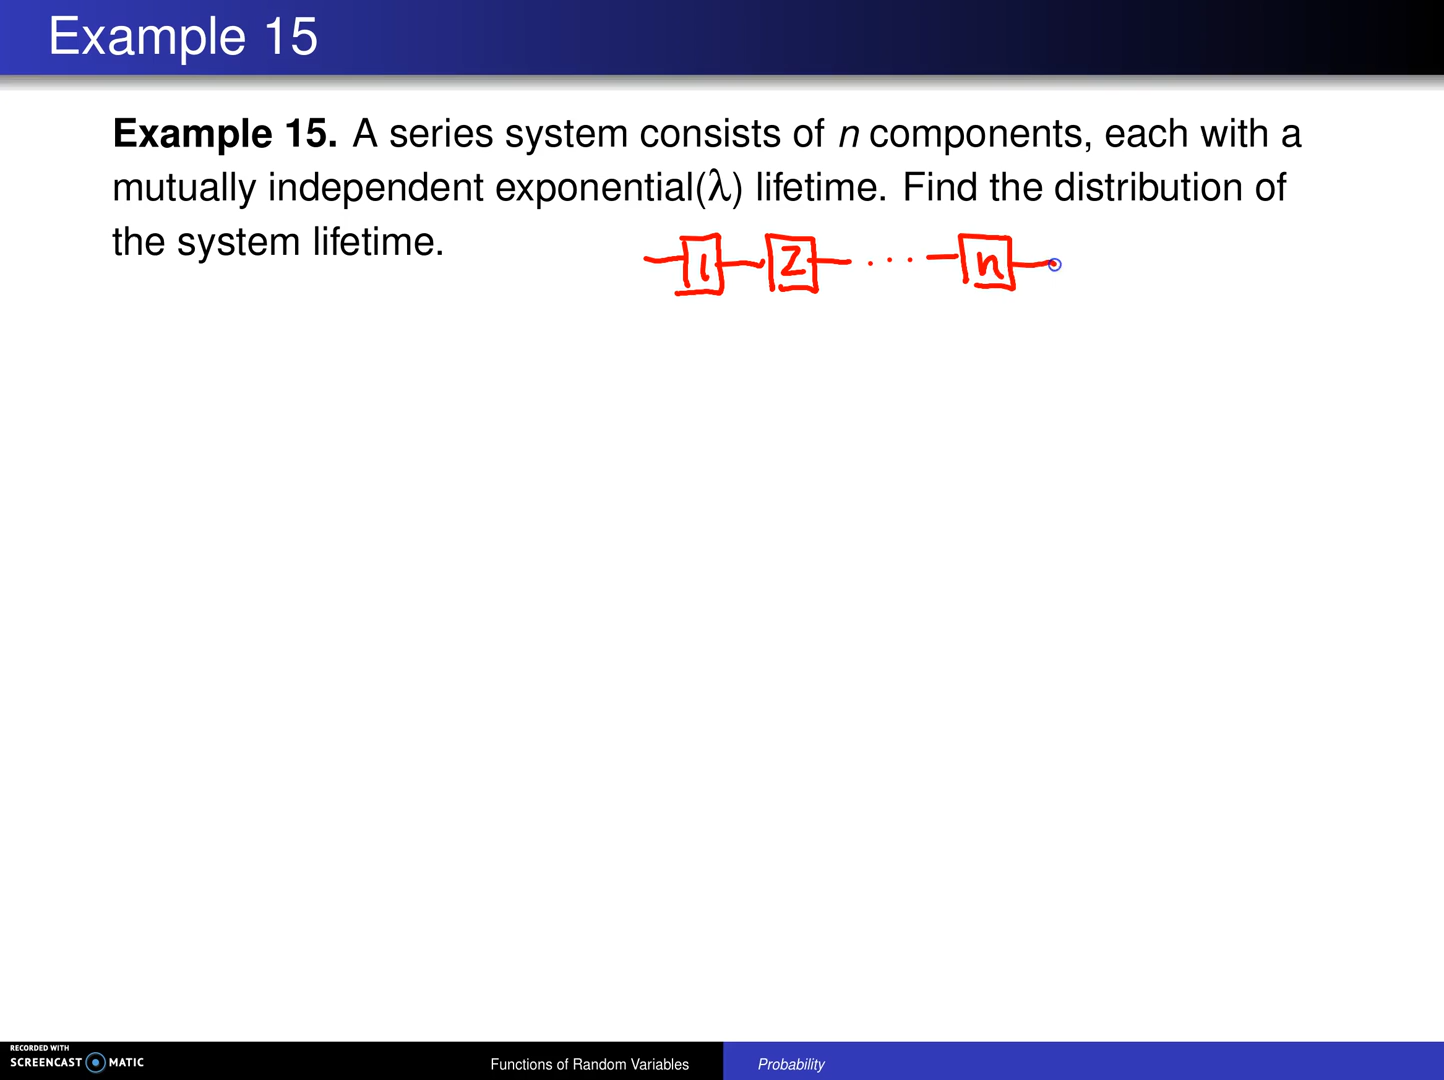 Example 15
Example 15. A series system consists of n components, each with a
mutually independent exponential(λ) lifetime. Find the distribution of
the system lifetime.
1 2 ... n
RECORDED WITH
SCREENCAST MATIC
Functions of Random Variables
Probability